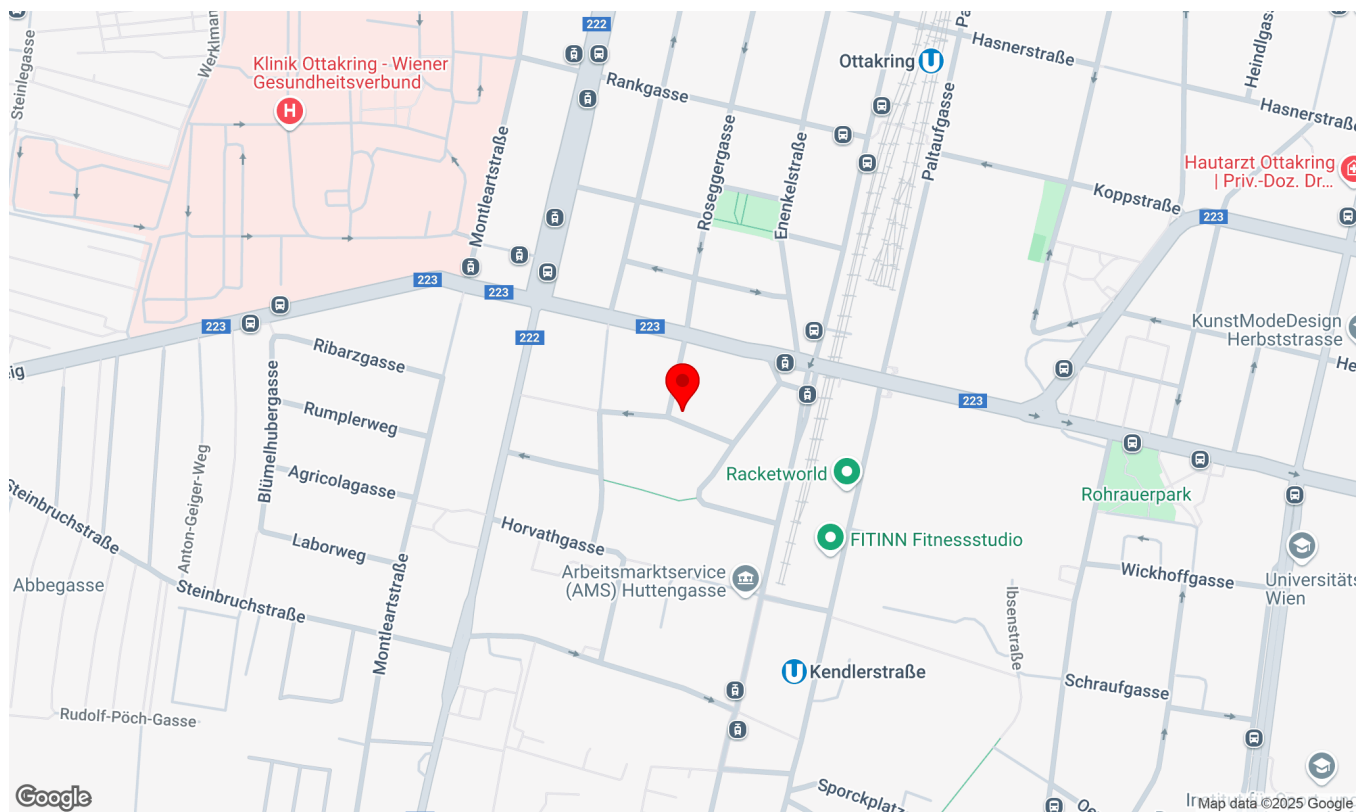 222
Steinlegasse
Werklman
Klinik Ottakring - Wiener
Gesundheitsverbund
H
Ottakring
U
Hasnerstraße
Heindlgass
Rankgasse
Hasnerstraße
Montleartstraße
Roseggergasse
Enenkelstraße
Paltaufgasse
Hautarzt Ottakring
| Priv.-Doz. Dr...
Koppstraße
223
223
223
223
223
222
KunstModeDesign
Herbststrasse
He
Ribarzgasse
Rumplerweg
Blümelhubergasse
Agricolagasse
Anton-Geiger-Weg
Laborweg
223
Racketworld
Rohrauerpark
Steinbruchstraße
Horvathgasse
FITINN Fitnessstudio
Arbeitsmarktservice
(AMS) Huttengasse
Wickhoffgasse
Universitäts
Wien
Abbegasse
Steinbruchstraße
Montleartstraße
Ibsenstraße
U
Kendlerstraße
Schraufgasse
Rudolf-Pöch-Gasse
Sporckplatz
Google
Map data ©2025 Google